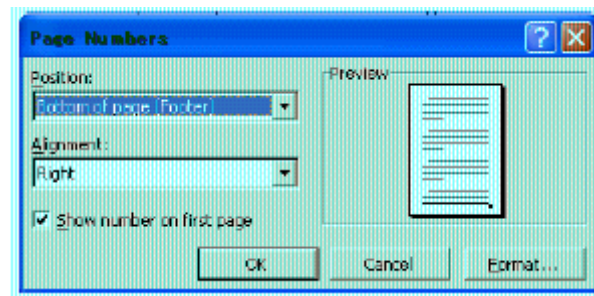 Page Numbers
Position:
Bottom of page (Footer)
Alignment:
Right
Show number on first page
Preview
OK
Cancel
Format...